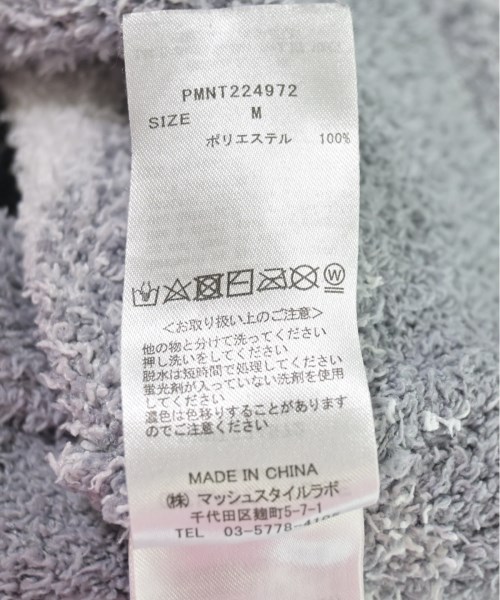 PMNT224972
SIZE M
ポリエステル 100%
W
<お取り扱い上のご注意>
他の物と分けて洗ってください
押し洗いをしてください
脱水は短時間で処理してください
蛍光剤が入っていない洗剤を使用
してください
濃色は色移りすることがあります
のでご注意ください
MADE IN CHINA
(株) マッシュスタイルラボ
千代田区麹町5-7-1
TEL 03-5778-